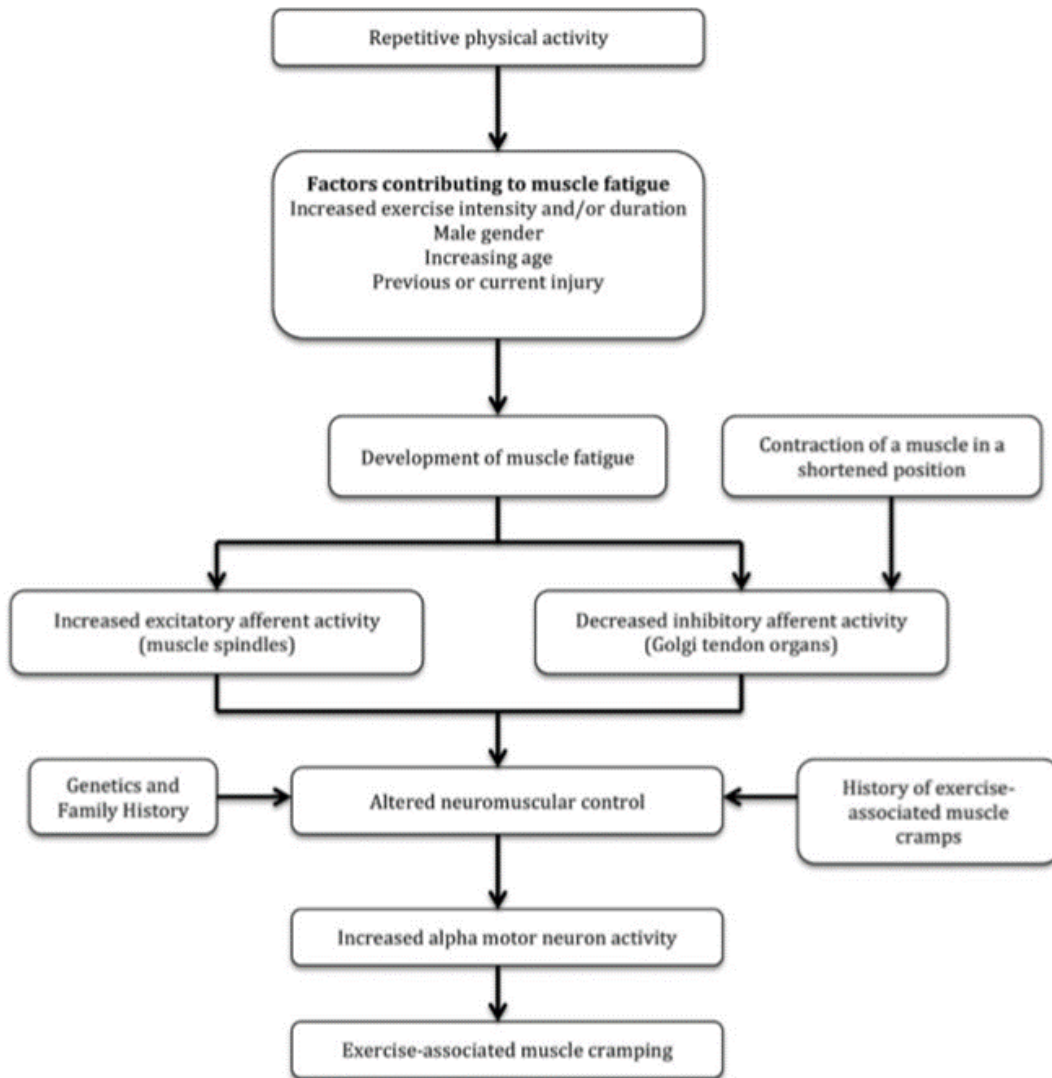 Repetitive physical activity
Factors contributing to muscle fatigue
Increased exercise intensity and/or duration
Male gender
Increasing age
Previous or current injury
Development of muscle fatigue
Contraction of a muscle in a
shortened position
Increased excitatory afferent activity
(muscle spindles)
Decreased inhibitory afferent activity
(Golgi tendon organs)
Genetics and
Family History
Altered neuromuscular control
History of exercise-
associated muscle
cramps
Increased alpha motor neuron activity
Exercise-associated muscle cramping